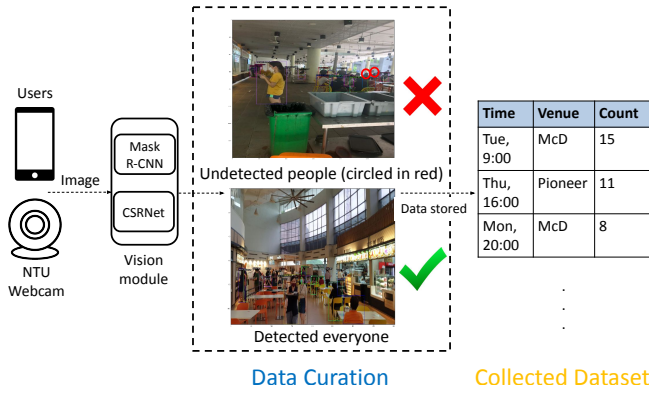 Users
Image
NTU
Webcam
Mask
R-CNN
CSRNet
Vision
module
Undetected people (circled in red)
Detected everyone
Data Curation
Data stored
Time Venue Count
Tue, 9:00 McD 15
Thu, 16:00 Pioneer 11
Mon, 20:00 McD 8
.
.
.
Collected Dataset